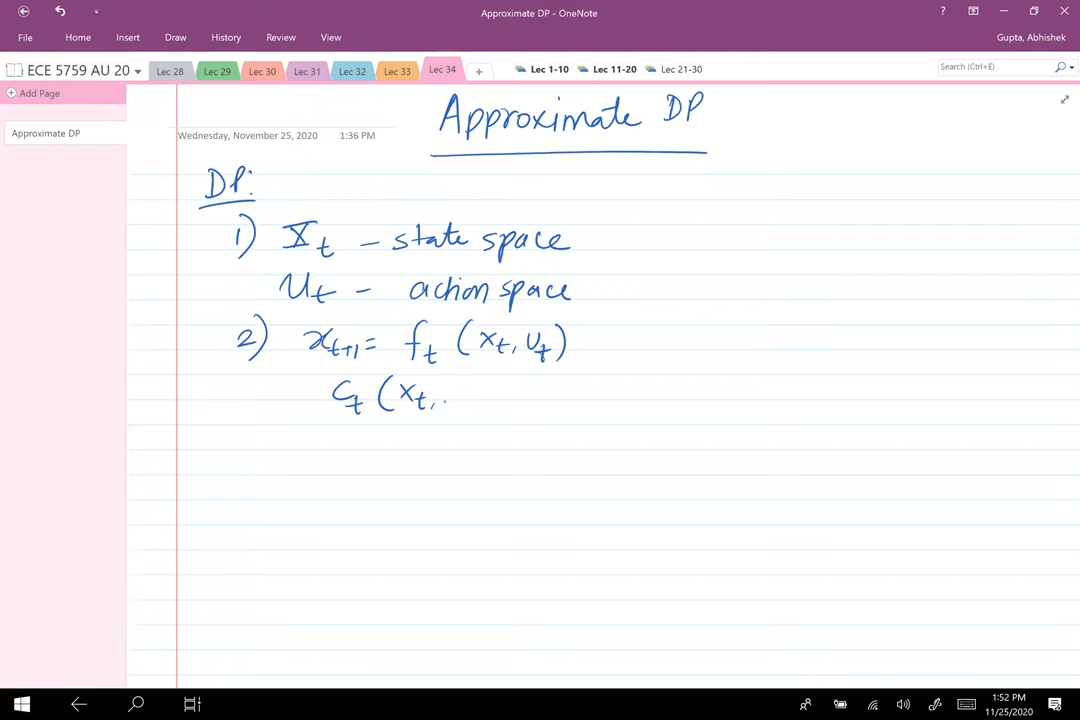 Approximate DP - OneNote
?
File Home Insert Draw History Review View
Gupta, Abhishek
ECE 5759 AU 20
Lec 28 Lec 29 Lec 30 Lec 31 Lec 32 Lec 33 Lec 34 +
Lec 1-10 Lec 11-20 Lec 21-30
Search (Ctrl+E)
Add Page
Approximate DP
Approximate DP
Wednesday, November 25, 2020 1:36 PM
DP:
1) X_t - state space
U_t - action space
2) x_{t+1} = f_t (x_t, u_t)
C_t (x_t,
1:52 PM
11/25/2020